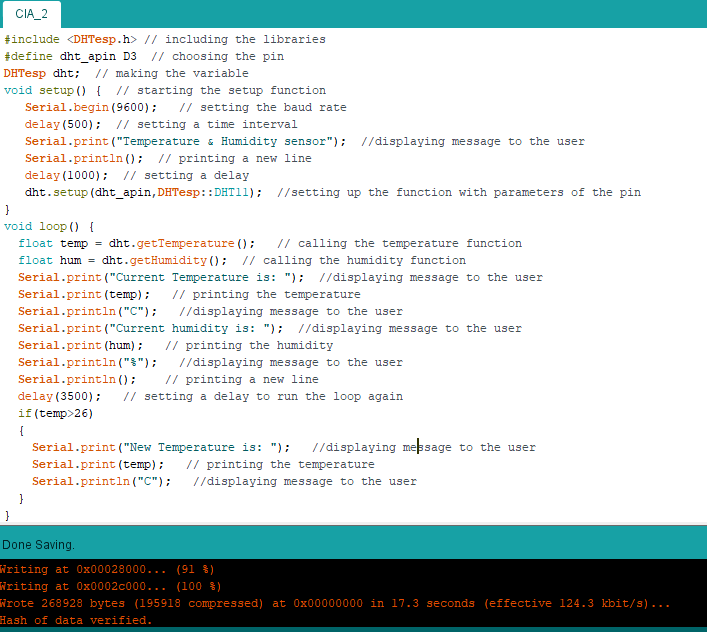 CIA_2
#include <DHTesp.h> // including the libraries
#define dht_apin D3  // choosing the pin
DHTesp dht;  // making the variable
void setup() {  // starting the setup function
   Serial.begin(9600);   // setting the baud rate
   delay(500);  // setting a time interval
   Serial.print("Temperature & Humidity sensor");  //displaying message to the user
   Serial.println();  // printing a new line
   delay(1000);  // setting a delay
   dht.setup(dht_apin,DHTesp::DHT11);  //setting up the function with parameters of the pin
}
void loop() {
  float temp = dht.getTemperature();   // calling the temperature function
  float hum = dht.getHumidity();  // calling the humidity function
  Serial.print("Current Temperature is: ");  //displaying message to the user
  Serial.print(temp);   // printing the temperature
  Serial.println("C");   //displaying message to the user
  Serial.print("Current humidity is: ");  //displaying message to the user
  Serial.print(hum);   // printing the humidity
  Serial.println("%");   //displaying message to the user
  Serial.println();    // printing a new line
  delay(3500);   // setting a delay to run the loop again
  if(temp>26)
  {
    Serial.print("New Temperature is: ");   //displaying message to the user
    Serial.print(temp);   // printing the temperature
    Serial.println("C");   //displaying message to the user
  }
}
Done Saving.
Writing at 0x00028000... (91 %)
Writing at 0x0002c000... (100 %)
Wrote 268928 bytes (195918 compressed) at 0x00000000 in 17.3 seconds (effective 124.3 kbit/s)...
Hash of data verified.